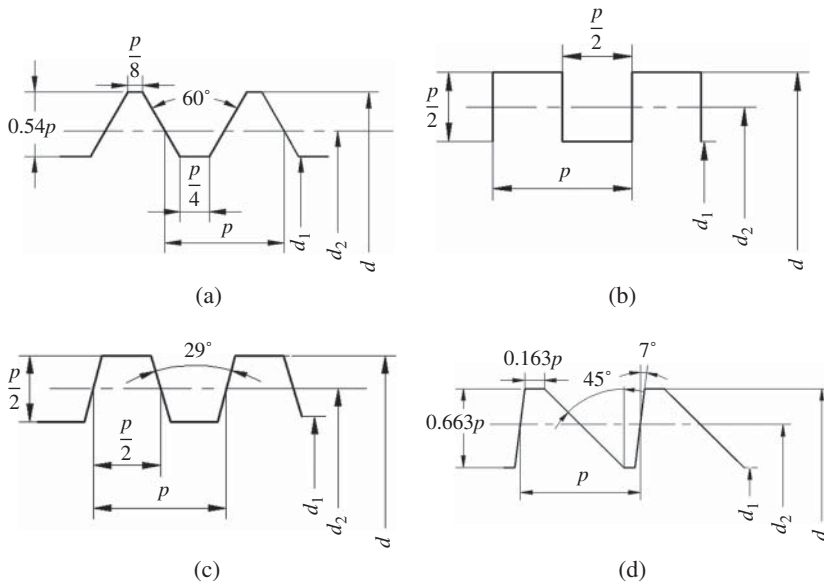 p/8
60°
0.54p
p/4
p
d₁
d₂
d
(a)
p/2
p/2
p
d₁
d₂
d
(b)
29°
p/2
p/2
p
d₁
d₂
d
(c)
7°
0.163p
45°
0.663p
p
d₁
d₂
d
(d)